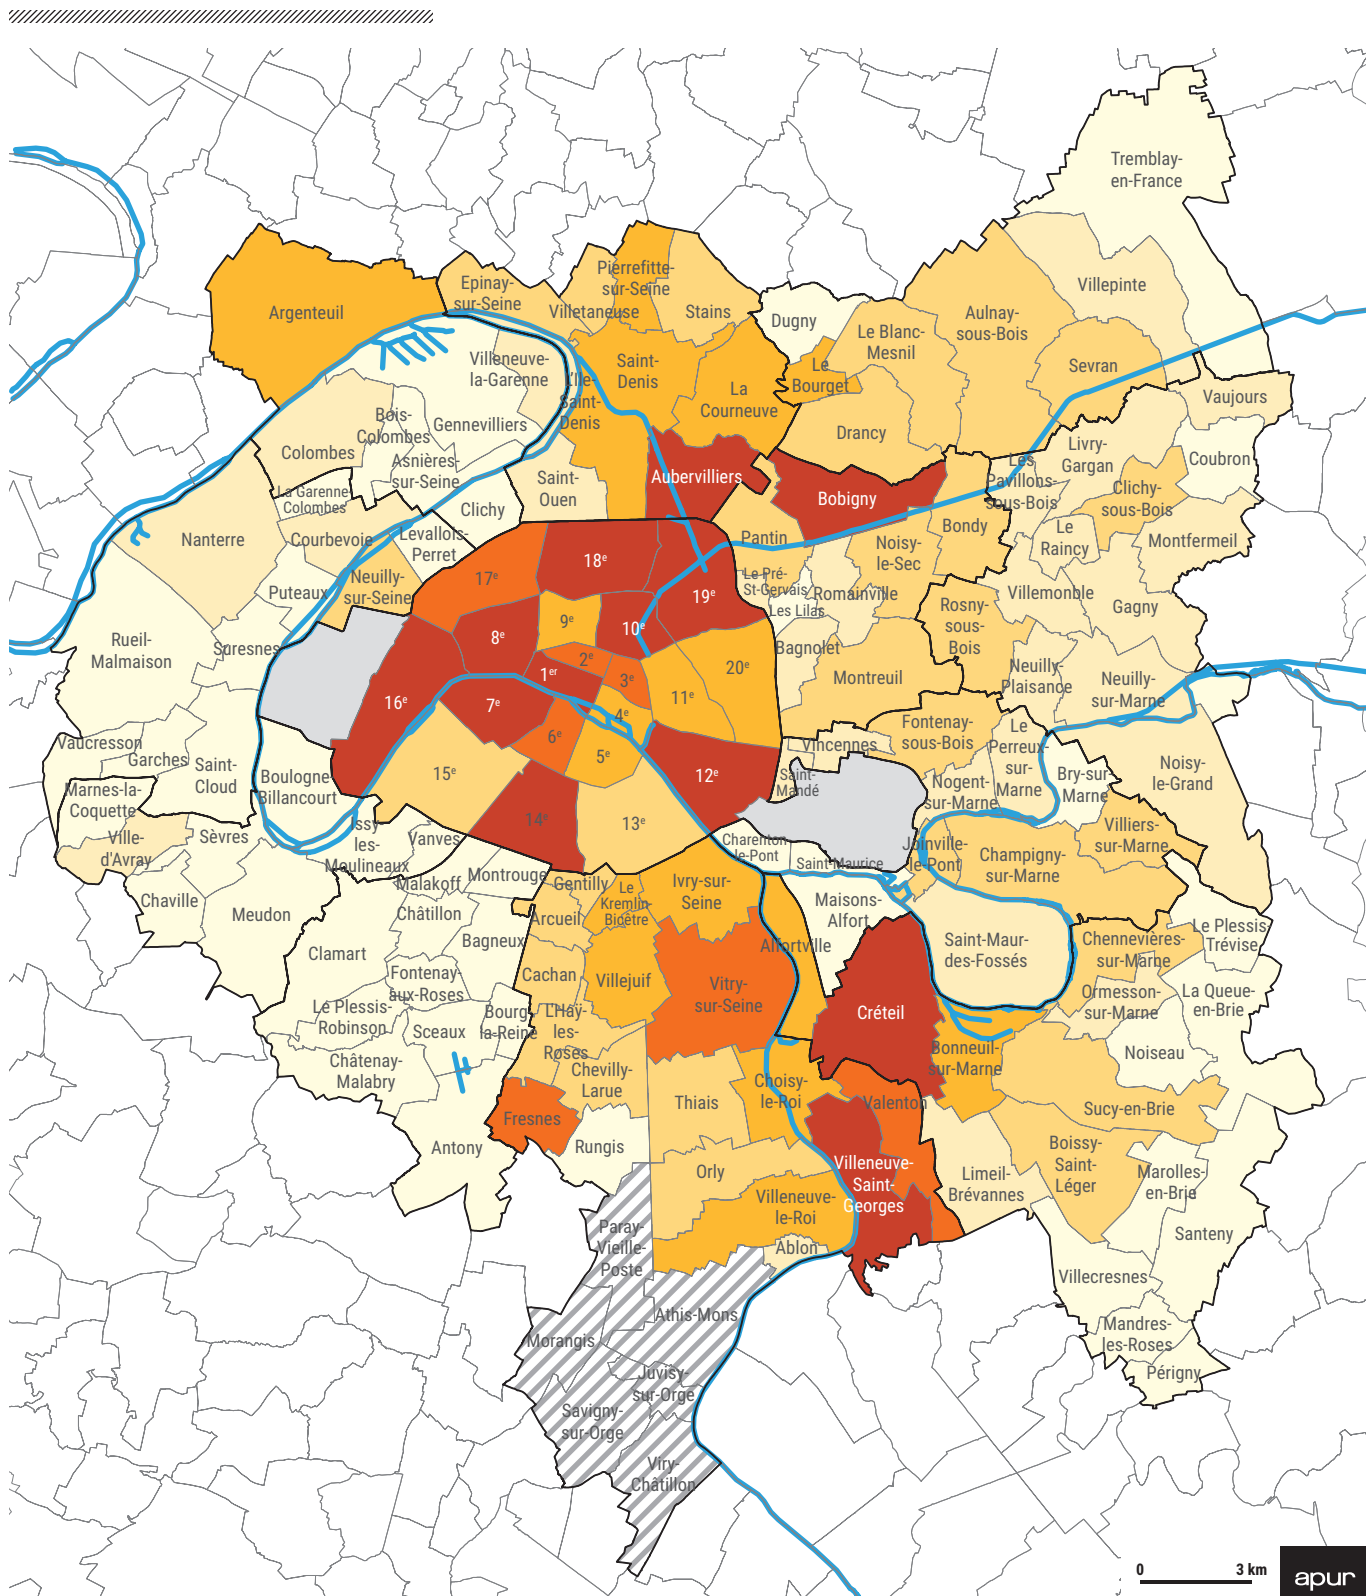 Tremblay-
en-France
Villepinte
Argenteuil
Epinay-
sur-Seine
Pierrefitte-
sur-Seine
Villetaneuse
Stains
Dugny
Aulnay-
sous-Bois
Le Blanc-
Mesnil
Sevran
Villeneuve-
la-Garenne
L'Ile-
Saint-
Denis
Saint-
Denis
La
Courneuve
Le
Bourget
Drancy
Vaujours
Bois-
Colombes
Gennevilliers
Colombes
Asnières-
sur-Seine
La Garenne-
Colombes
Saint-
Ouen
Clichy
Aubervilliers
Bobigny
Les
Pavillons-
sous-Bois
Livry-
Gargan
Clichy-
sous-Bois
Coubron
Nanterre
Courbevoie
Levallois-
Perret
Pantin
Bondy
Le
Raincy
Montfermeil
Neuilly-
sur-Seine
Puteaux
17e
18e
19e
Noisy-
le-Sec
Le Pré-
St-Gervais
Romainville
Les Lilas
Villemonble
Gagny
Rueil-
Malmaison
Suresnes
8e
9e
10e
2e
1er
3e
20e
Bagnolet
Montreuil
Rosny-
sous-
Bois
Neuilly-
Plaisance
Neuilly-
sur-Marne
16e
7e
6e
4e
5e
11e
Vaucresson
Garches
Saint-
Cloud
Marnes-la-
Coquette
Boulogne-
Billancourt
15e
12e
Vincennes
Saint-
Mandé
Fontenay-
sous-Bois
Nogent-
sur-Marne
Le
Perreux-
sur-
Marne
Bry-sur-
Marne
Noisy-
le-Grand
Ville-
d'Avray
Sèvres
Issy-
les-
Moulineaux
Vanves
14e
13e
Charenton-
le-Pont
Saint-Maurice
Joinville-
le-Pont
Champigny-
sur-Marne
Villiers-
sur-Marne
Chaville
Meudon
Malakoff
Montrouge
Gentilly
Le
Kremlin-
Bicêtre
Ivry-sur-
Seine
Maisons-
Alfort
Châtillon
Arcueil
Bagneux
Clamart
Alfortville
Saint-Maur-
des-Fossés
Chennevières-
sur-Marne
Le Plessis-
Trévise
Fontenay-
aux-Roses
Cachan
Villejuif
Vitry-
sur-Seine
Créteil
Ormesson-
sur-Marne
La Queue-
en-Brie
Le Plessis-
Robinson
Sceaux
Bourg-
la-Reine
L'Haÿ-
les-
Roses
Châtenay-
Malabry
Chevilly-
Larue
Bonneuil-
sur-Marne
Noiseau
Fresnes
Thiais
Choisy-
le-Roi
Valenton
Sucy-en-Brie
Antony
Rungis
Orly
Villeneuve-
Saint-
Georges
Limeil-
Brévannes
Boissy-
Saint-
Léger
Marolles-
en-Brie
Villeneuve-
le-Roi
Santeny
Paray-
Vieille-
Poste
Ablon
Villecresnes
Athis-Mons
Morangis
Mandres-
les-Roses
Périgny
Juvisy-
sur-Orge
Savigny-
sur-Orge
Viry-
Châtillon
0 3 km
apur